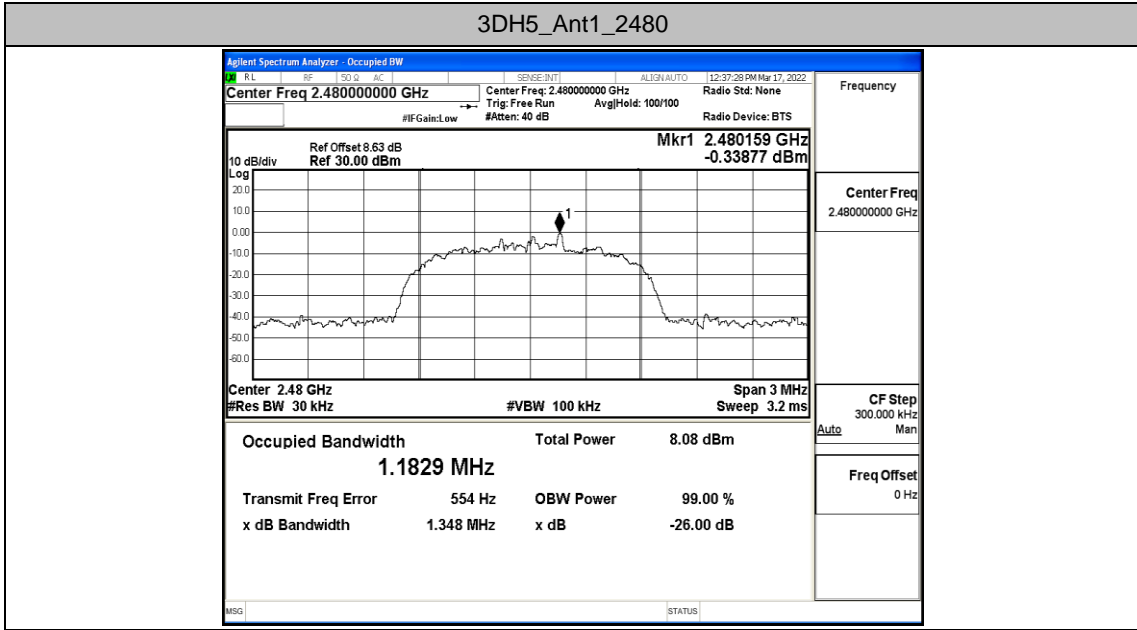 3DH5_Ant1_2480
Agilent Spectrum Analyzer - Occupied BW
LXI RL RF 50 Ω AC SENSE:INT ALIGNAUTO 12:37:28 PM Mar 17, 2022
Center Freq 2.480000000 GHz Center Freq: 2.480000000 GHz Radio Std: None
Trig: Free Run Avg|Hold: 100/100
#IFGain:Low #Atten: 40 dB Radio Device: BTS
Mkr1 2.480159 GHz
-0.33877 dBm
Ref Offset 8.63 dB
10 dB/div Ref 30.00 dBm
Log
20.0
10.0
0.00
-10.0
-20.0
-30.0
-40.0
-50.0
-60.0
1
Center 2.48 GHz Span 3 MHz
#Res BW 30 kHz #VBW 100 kHz Sweep 3.2 ms
Occupied Bandwidth Total Power 8.08 dBm
1.1829 MHz
Transmit Freq Error 554 Hz OBW Power 99.00 %
x dB Bandwidth 1.348 MHz x dB -26.00 dB
MSG STATUS
Frequency
Center Freq
2.480000000 GHz
CF Step
300.000 kHz
Auto Man
Freq Offset
0 Hz